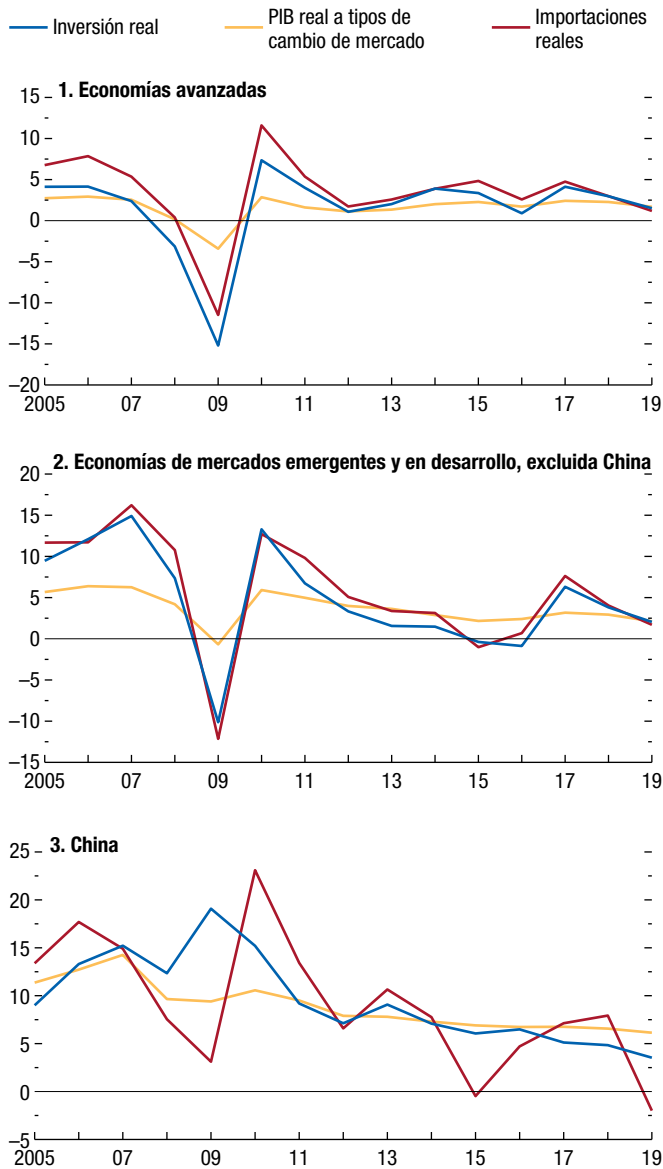 Inversión real
PIB real a tipos de
cambio de mercado
Importaciones
reales
1. Economías avanzadas
15
10
5
0
–5
–10
–15
–20
2005 07 09 11 13 15 17 19
2. Economías de mercados emergentes y en desarrollo, excluida China
20
15
10
5
0
–5
–10
–15
2005 07 09 11 13 15 17 19
3. China
25
20
15
10
5
0
–5
2005 07 09 11 13 15 17 19